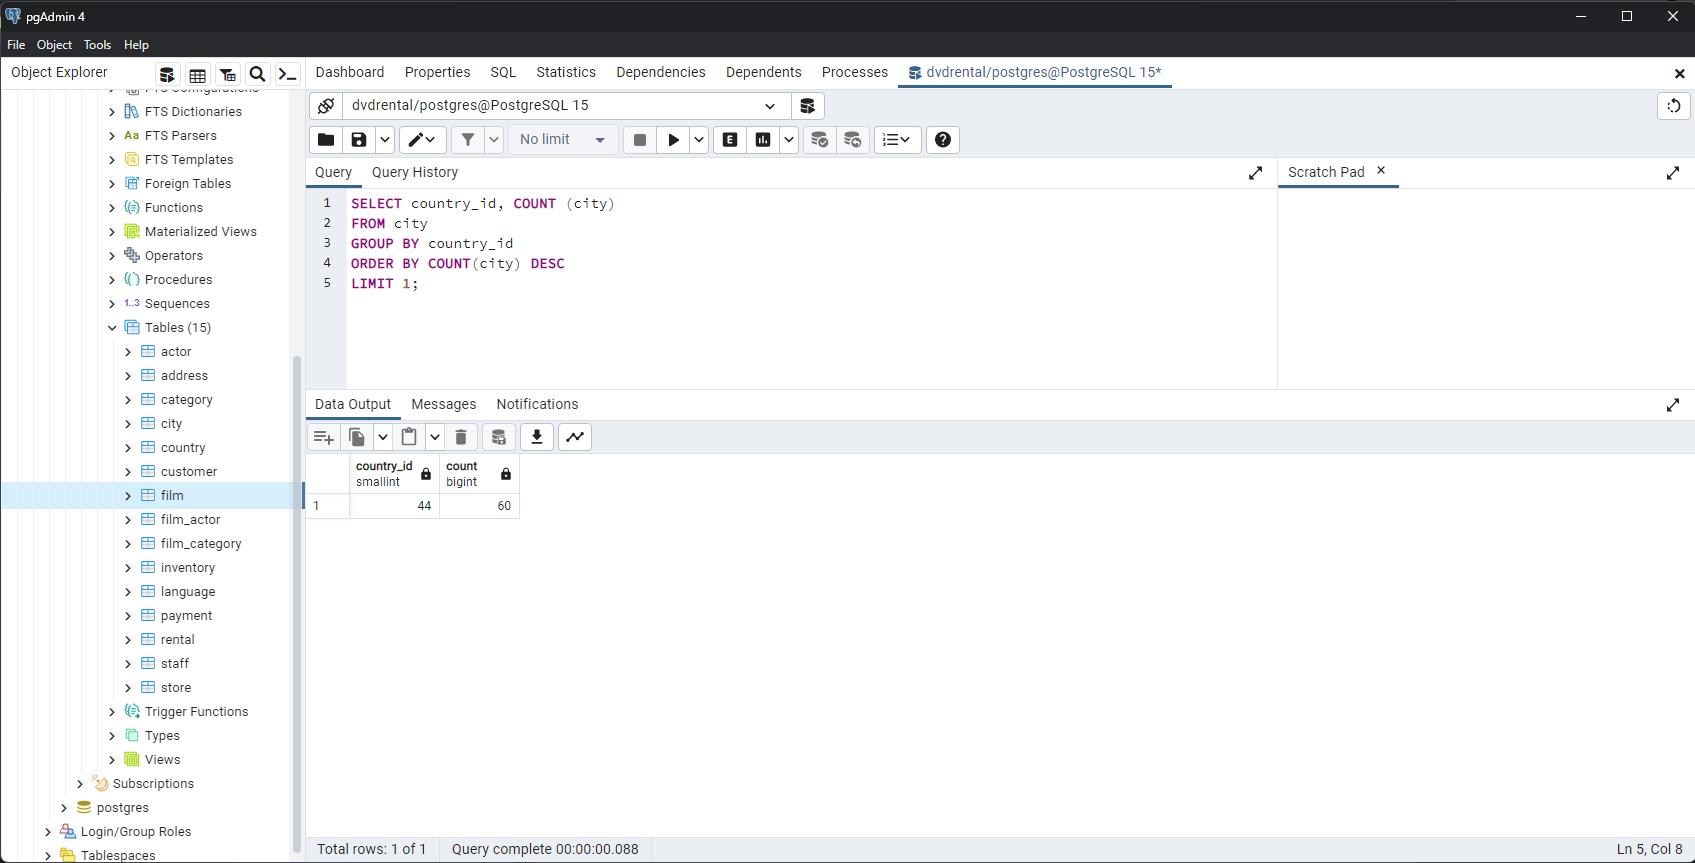 pgAdmin 4
File Object Tools Help
Object Explorer
Dashboard Properties SQL Statistics Dependencies Dependents Processes dvdrental/postgres@PostgreSQL 15*
FTS Configurations
FTS Dictionaries
Aa FTS Parsers
FTS Templates
Foreign Tables
Functions
Materialized Views
Operators
Procedures
1..3 Sequences
Tables (15)
actor
address
category
city
country
customer
film
film_actor
film_category
inventory
language
payment
rental
staff
store
Trigger Functions
Types
Views
Subscriptions
postgres
Login/Group Roles
Tablespaces
dvdrental/postgres@PostgreSQL 15
No limit
E
Query Query History
Scratch Pad
1 SELECT country_id, COUNT (city)
2 FROM city
3 GROUP BY country_id
4 ORDER BY COUNT(city) DESC
5 LIMIT 1;
Data Output Messages Notifications
country_id count
smallint bigint
1 44 60
Total rows: 1 of 1 Query complete 00:00:00.088 Ln 5, Col 8